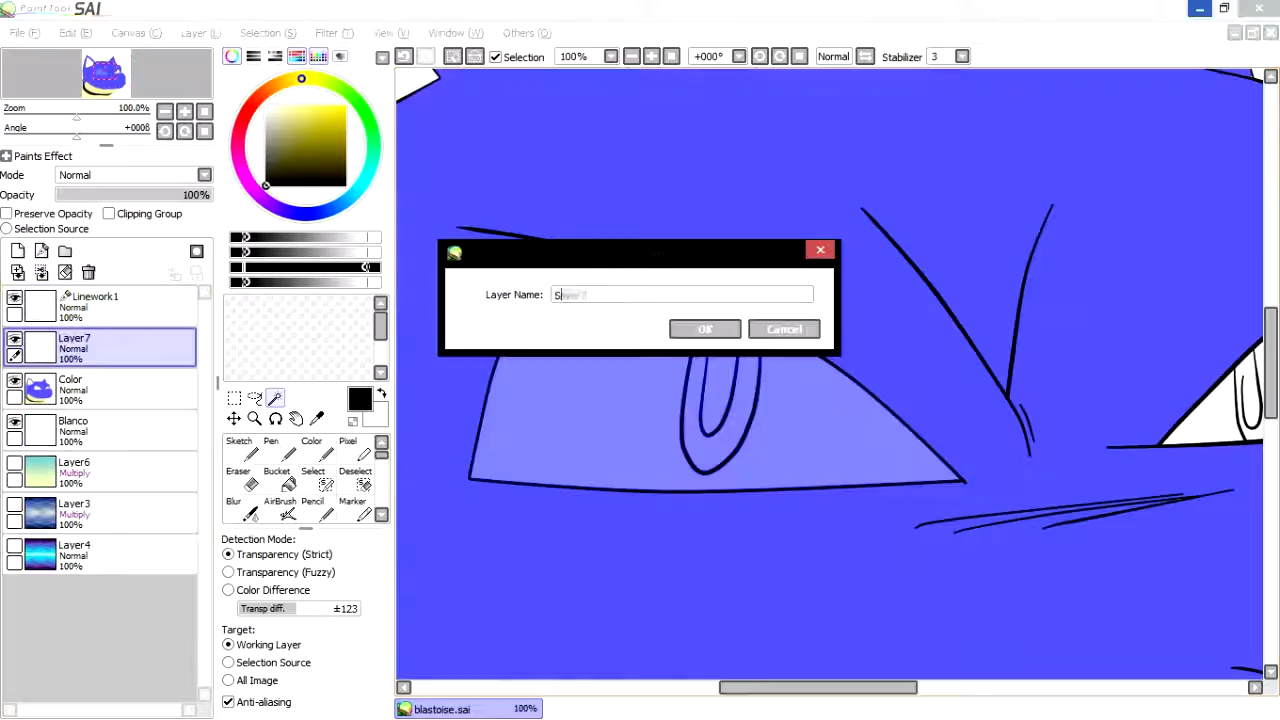 PaintTool SAI
File (F) Edit (E) Canvas (C) Layer (L) Selection (S) Filter (T) View (V) Window (W) Others (O)
Selection 100% +000° Normal Stabilizer 3
Zoom 100.0%
Angle
Paints Effect
Mode Normal
Opacity 100%
Preserve Opacity Clipping Group
Selection Source
Linework1
Normal
100%
Layer7
Normal
100%
Color
Normal
100%
Blanco
Normal
100%
Layer6
Multiply
100%
Layer3
Multiply
100%
Layer4
Normal
100%
Sketch Pen Color Pixel
Eraser Bucket Select Deselect
Blur AirBrush Pencil Marker
Detection Mode:
Transparency (Strict)
Transparency (Fuzzy)
Color Difference
Transp diff. ±123
Target:
Working Layer
Selection Source
All Image
Anti-aliasing
Layer Name:
OK Cancel
blastoise.sai 100%